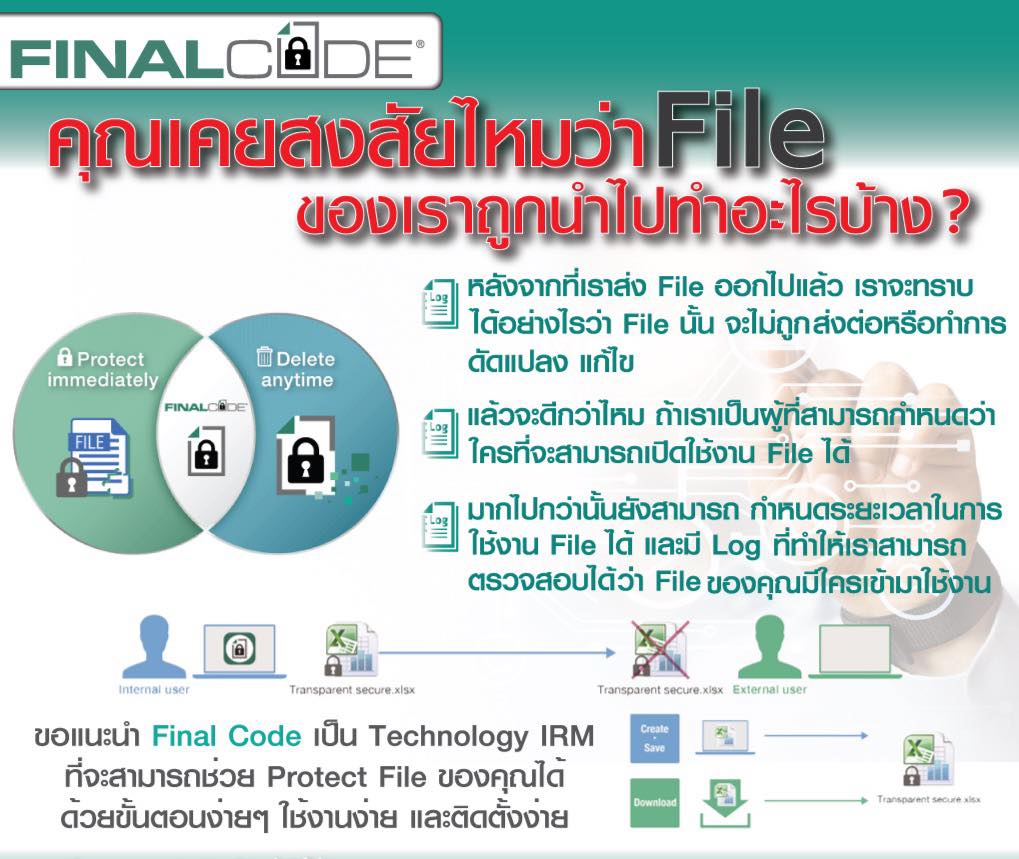 FINALCODE®
คุณเคยสงสัยไหมว่า File
ของเราถูกนำไปทำอะไรบ้าง ?
Log
หลังจากที่เราส่ง File ออกไปแล้ว เราจะทราบ
ได้อย่างไรว่า File นั้น จะไม่ถูกส่งต่อหรือทำการ
ดัดแปลง แก้ไข
Log
แล้วจะดีกว่าไหม ถ้าเราเป็นผู้ที่สามารถกำหนดว่า
ใครที่จะสามารถเปิดใช้งาน File ได้
Log
มากไปกว่านั้นยังสามารถ กำหนดระยะเวลาในการ
ใช้งาน File ได้ และมี Log ที่ทำให้เราสามารถ
ตรวจสอบได้ว่า File ของคุณมีใครเข้ามาใช้งาน
Protect
immediately
FILE
FINALCODE
Delete
anytime
Internal user
Transparent secure.xlsx
Transparent secure.xlsx
External user
ขอแนะนำ Final Code เป็น Technology IRM
ที่จะสามารถช่วย Protect File ของคุณได้
ด้วยขั้นตอนง่ายๆ ใช้งานง่าย และติดตั้งง่าย
Create
·
Save
Download
Transparent secure.xlsx